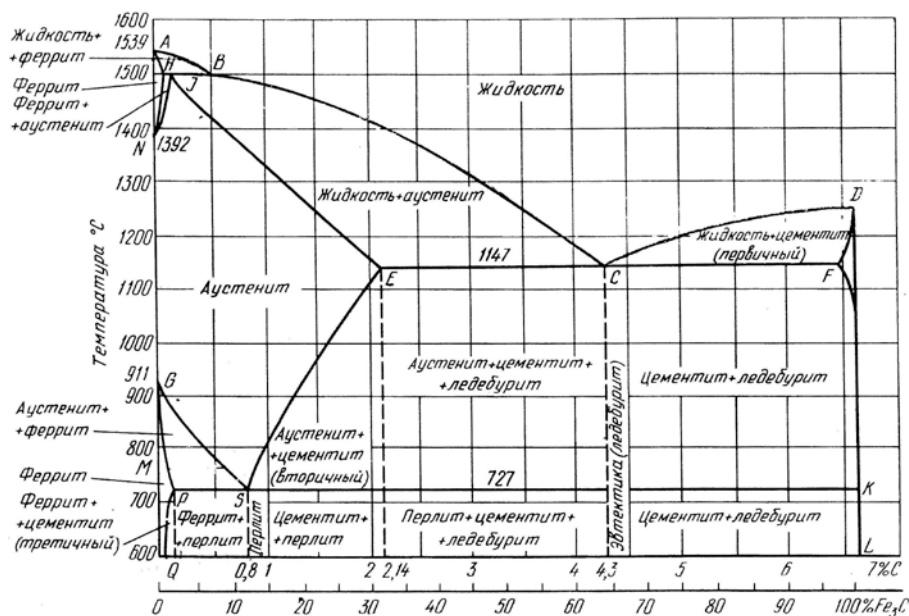 1600
1539
Жидкость+
+феррит
A
H
J
B
1500
Феррит
Феррит+
+аустенит
1400
N
1392
Жидкость
1300
Жидкость+аустенит
D
1200
Жидкость+цементит
(первичный)
1147
E
C
F
Температура °C
1100
Аустенит
1000
911
G
900
Аустенит+цементит+
+ледебурит
Эвтектика (ледебурит)
Цементит+ледебурит
Аустенит+
+феррит
800
Аустенит+
+цементит
(вторичный)
M
727
Феррит
700
P
S
K
Феррит+
+цементит
(третичный)
Феррит+
+перлит
Перлит
Цементит+
+перлит
Перлит+цементит+
+ледебурит
Цементит+ледебурит
600
L
Q 0,8 1 2 2,14 3 4 4,3 5 6 7%C
0 10 20 30 40 50 60 70 80 90 100%Fe₃C